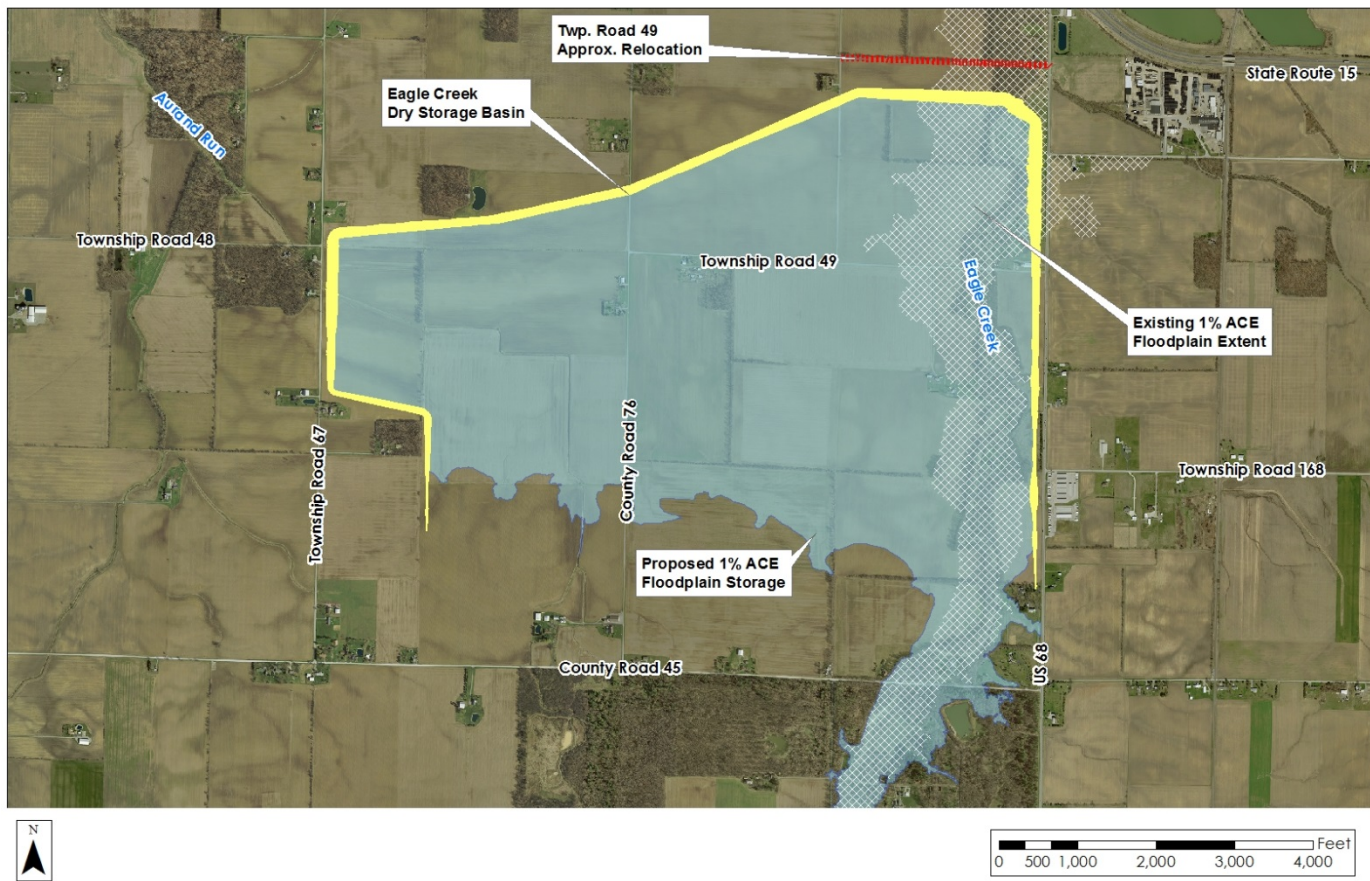 Twp. Road 49
Approx. Relocation
State Route 15
Eagle Creek
Dry Storage Basin
Aurand Run
Township Road 48
Township Road 49
Eagle Creek
Existing 1% ACE
Floodplain Extent
Township Road 67
County Road 76
Township Road 168
Proposed 1% ACE
Floodplain Storage
County Road 45
US 68
N
Feet
0 500 1,000 2,000 3,000 4,000